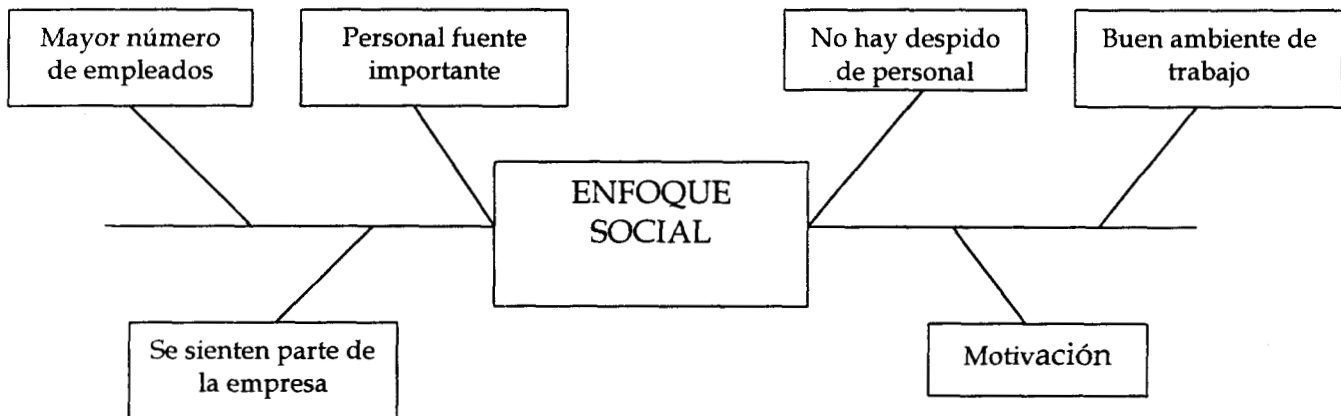 Mayor número
de empleados
Personal fuente
importante
No hay despido
de personal
Buen ambiente de
trabajo
ENFOQUE
SOCIAL
Se sienten parte de
la empresa
Motivación